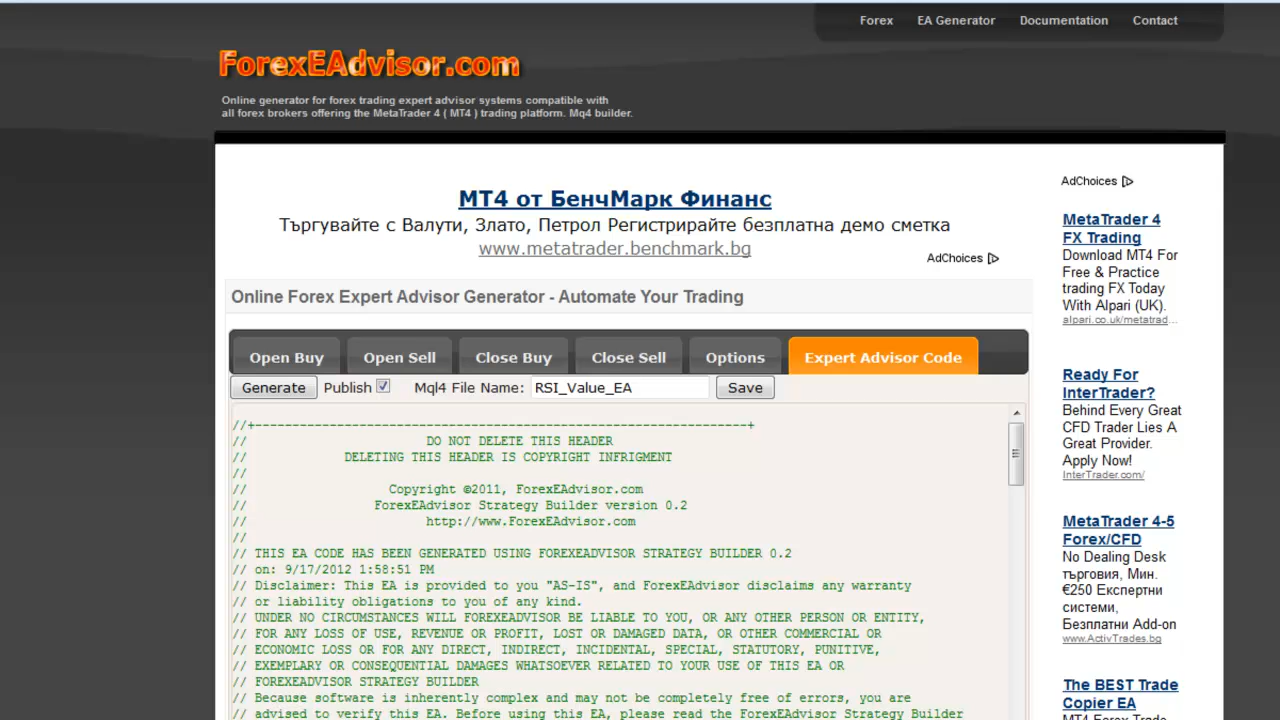 Forex EA Generator Documentation Contact
ForexEAdvisor.com
Online generator for forex trading expert advisor systems compatible with
all forex brokers offering the MetaTrader 4 ( MT4 ) trading platform. Mq4 builder.
МТ4 от БенчМарк Финанс
Търгувайте с Валути, Злато, Петрол Регистрирайте безплатна демо сметка
www.metatrader.benchmark.bg
AdChoices
Online Forex Expert Advisor Generator - Automate Your Trading
Open Buy Open Sell Close Buy Close Sell Options Expert Advisor Code
Generate Publish Mql4 File Name: RSI_Value_EA Save
//+------------------------------------------------------------------+
// DO NOT DELETE THIS HEADER
// DELETING THIS HEADER IS COPYRIGHT INFRIGMENT
//
// Copyright ©2011, ForexEAdvisor.com
// ForexEAdvisor Strategy Builder version 0.2
// http://www.ForexEAdvisor.com
//
// THIS EA CODE HAS BEEN GENERATED USING FOREXEADVISOR STRATEGY BUILDER 0.2
// on: 9/17/2012 1:58:51 PM
// Disclaimer: This EA is provided to you "AS-IS", and ForexEAdvisor disclaims any warranty
// or liability obligations to you of any kind.
// UNDER NO CIRCUMSTANCES WILL FOREXEADVISOR BE LIABLE TO YOU, OR ANY OTHER PERSON OR ENTITY,
// FOR ANY LOSS OF USE, REVENUE OR PROFIT, LOST OR DAMAGED DATA, OR OTHER COMMERCIAL OR
// ECONOMIC LOSS OR FOR ANY DIRECT, INDIRECT, INCIDENTAL, SPECIAL, STATUTORY, PUNITIVE,
// EXEMPLARY OR CONSEQUENTIAL DAMAGES WHATSOEVER RELATED TO YOUR USE OF THIS EA OR
// FOREXEADVISOR STRATEGY BUILDER
// Because software is inherently complex and may not be completely free of errors, you are
// advised to verify this EA. Before using this EA, please read the ForexEAdvisor Strategy Builder
AdChoices
MetaTrader 4
FX Trading
Download MT4 For
Free & Practice
trading FX Today
With Alpari (UK).
alpari.co.uk/metatrad...
Ready For
InterTrader?
Behind Every Great
CFD Trader Lies A
Great Provider.
Apply Now!
InterTrader.com/
MetaTrader 4-5
Forex/CFD
No Dealing Desk
търговия, Мин.
€250 Експертни
системи,
Безплатни Add-on
www.ActivTrades.bg
The BEST Trade
Copier EA
MT4 Forex Trade